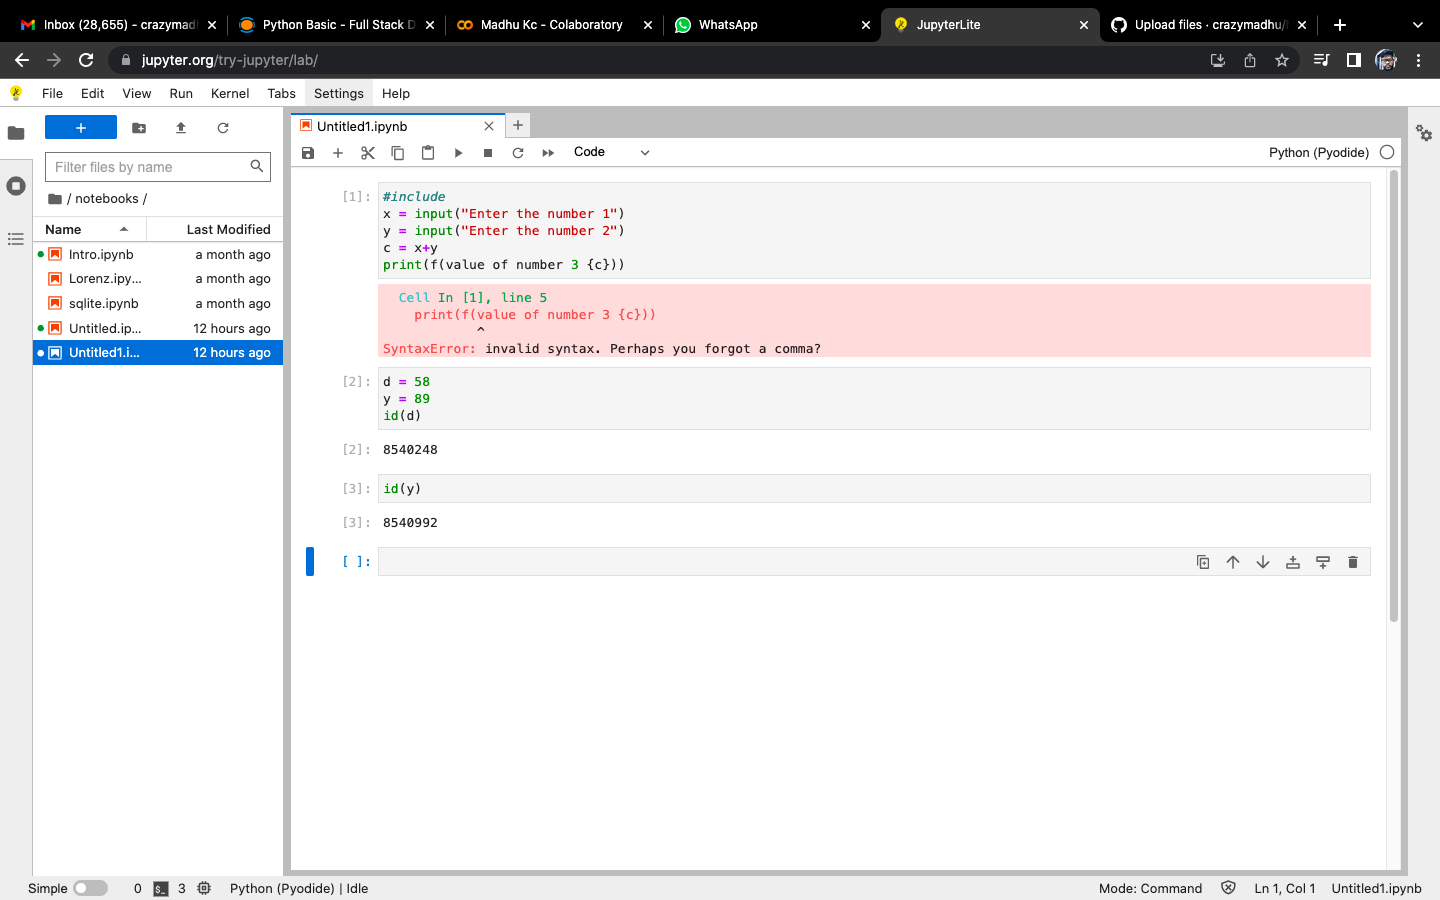 Inbox (28,655) - crazymad
Python Basic - Full Stack D
Madhu Kc - Colaboratory
WhatsApp
JupyterLite
Upload files · crazymadhu/
jupyter.org/try-jupyter/lab/
File Edit View Run Kernel Tabs Settings Help
Untitled1.ipynb
Filter files by name
/ notebooks /
Name Last Modified
Intro.ipynb a month ago
Lorenz.ipy... a month ago
sqlite.ipynb a month ago
Untitled.ip... 12 hours ago
Untitled1.i... 12 hours ago
Code
Python (Pyodide)
[1]: #include
x = input("Enter the number 1")
y = input("Enter the number 2")
c = x+y
print(f(value of number 3 {c}))
Cell In [1], line 5
print(f(value of number 3 {c}))
^
SyntaxError: invalid syntax. Perhaps you forgot a comma?
[2]: d = 58
y = 89
id(d)
[2]: 8540248
[3]: id(y)
[3]: 8540992
[ ]:
Simple 0 $_ 3 Python (Pyodide) | Idle
Mode: Command Ln 1, Col 1 Untitled1.ipynb